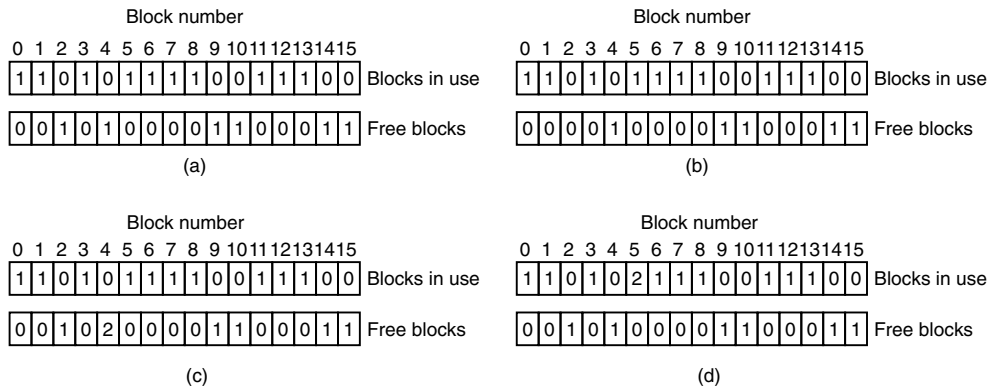 Block number
0 1 2 3 4 5 6 7 8 9 10 11 12 13 14 15
1 1 0 1 0 1 1 1 1 0 0 1 1 1 0 0 Blocks in use
0 0 1 0 1 0 0 0 0 1 1 0 0 0 1 1 Free blocks
(a)
Block number
0 1 2 3 4 5 6 7 8 9 10 11 12 13 14 15
1 1 0 1 0 1 1 1 1 0 0 1 1 1 0 0 Blocks in use
0 0 0 0 1 0 0 0 0 1 1 0 0 0 1 1 Free blocks
(b)
Block number
0 1 2 3 4 5 6 7 8 9 10 11 12 13 14 15
1 1 0 1 0 1 1 1 1 0 0 1 1 1 0 0 Blocks in use
0 0 1 0 2 0 0 0 0 1 1 0 0 0 1 1 Free blocks
(c)
Block number
0 1 2 3 4 5 6 7 8 9 10 11 12 13 14 15
1 1 0 1 0 2 1 1 1 0 0 1 1 1 0 0 Blocks in use
0 0 1 0 1 0 0 0 0 1 1 0 0 0 1 1 Free blocks
(d)